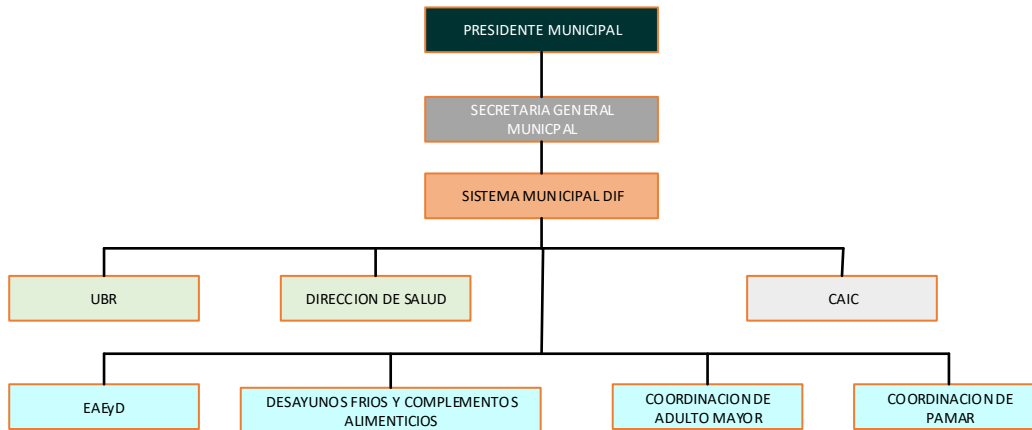 PRESIDENTE MUNICIPAL
SECRETARIA GENERAL
MUNICPAL
SISTEMA MUNICIPAL DIF
UBR
DIRECCION DE SALUD
CAIC
EAEyD
DESAYUNOS FRIOS Y COMPLEMENTOS
ALIMENTICIOS
COORDINACION DE
ADULTO MAYOR
COORDINACION DE
PAMAR